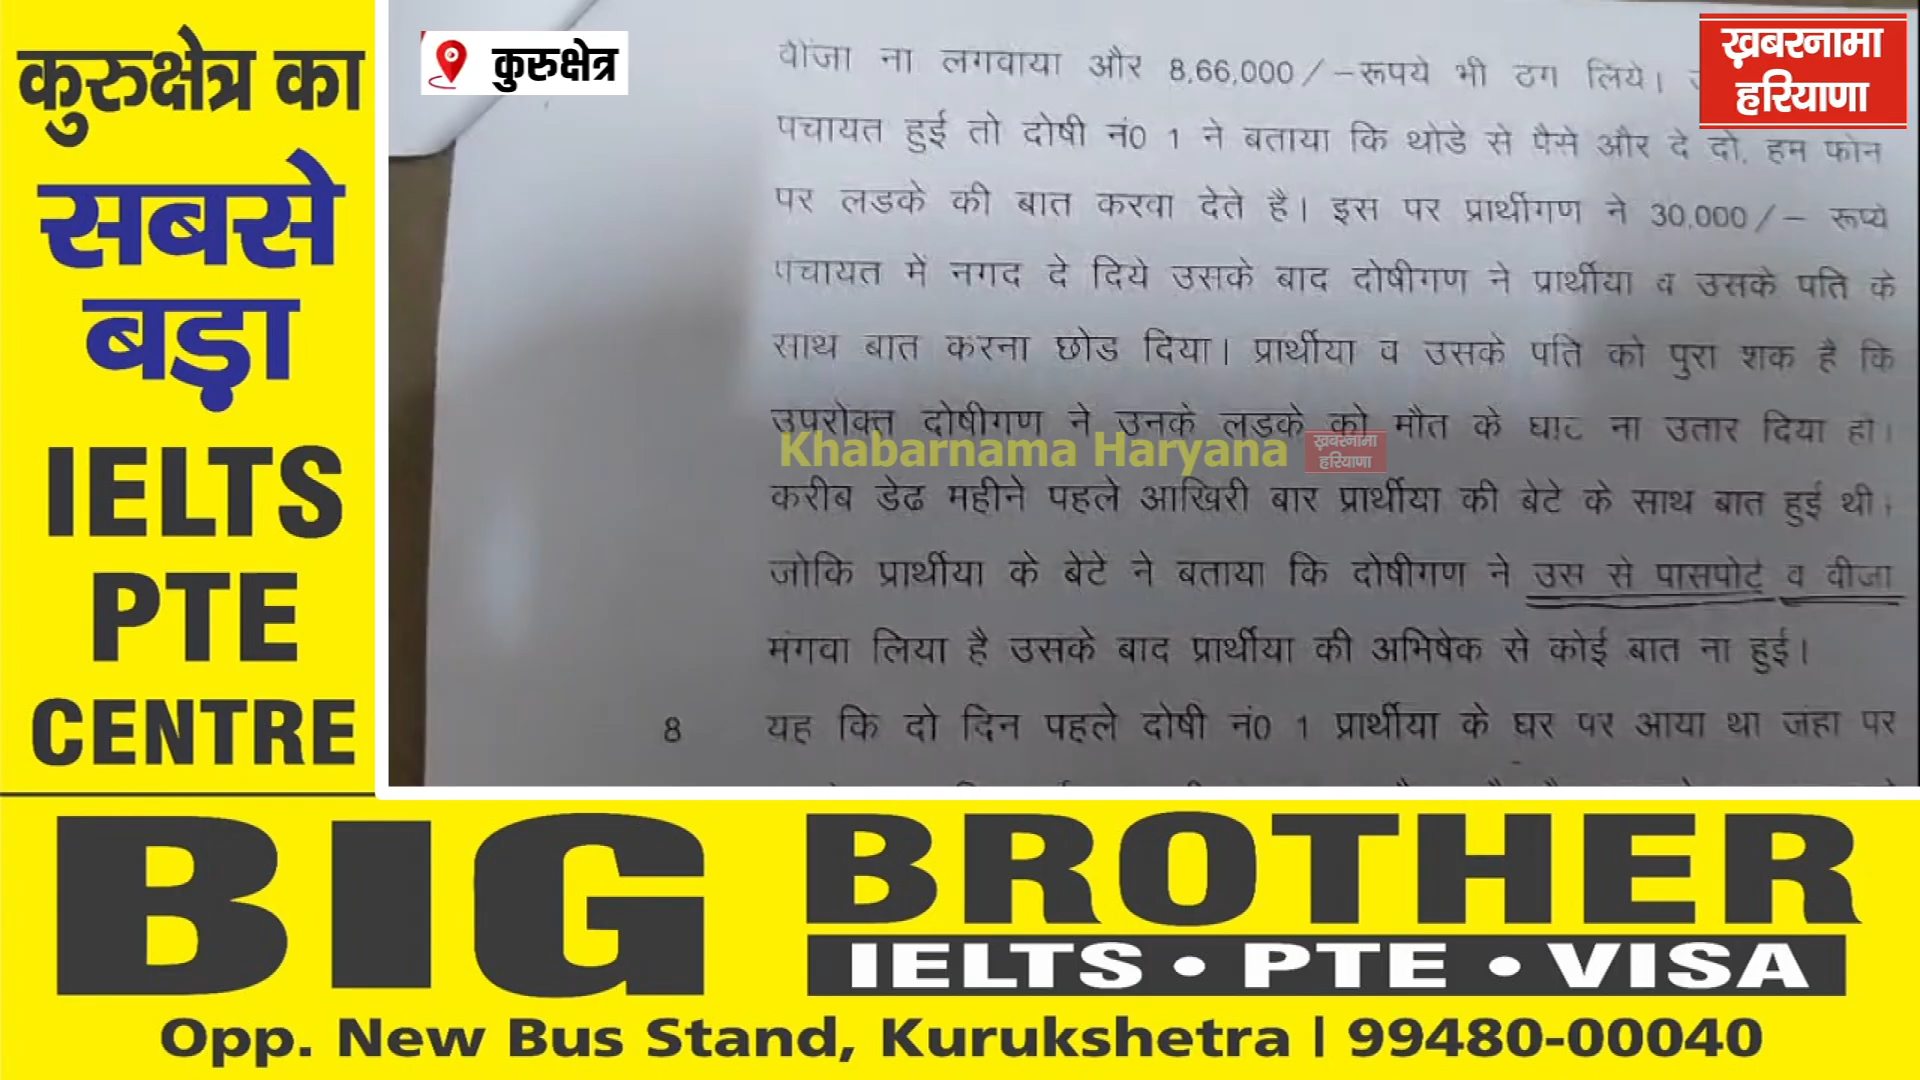 कुरुक्षेत्र का
सबसे
बड़ा
IELTS
PTE
CENTRE
कुरुक्षेत्र
ख़बरनामा
हरियाणा
वीजा ना लगवाया और 8,66,000/-रूपये भी ठग लिये।
पचायत हुई तो दोषी नं0 1 ने बताया कि थोडे से पैसे और दे दो, हम फोन
पर लडके की बात करवा देते है। इस पर प्रार्थीगण ने 30,000/- रूप्ये
पचायत में नगद दे दिये उसके बाद दोषीगण ने प्रार्थीया व उसके पति के
साथ बात करना छोड दिया। प्रार्थीया व उसके पति को पुरा शक है कि
उपरोक्त दोषीगण ने उनके लडके को मौत के घाट ना उतार दिया हो।
Khabarnama Haryana ख़बरनामा हरियाणा
करीब डेढ महीने पहले आखिरी बार प्रार्थीया की बेटे के साथ बात हुई थी।
जोकि प्रार्थीया के बेटे ने बताया कि दोषीगण ने उस से पासपोर्ट व वीजा
मंगवा लिया है उसके बाद प्रार्थीया की अभिषेक से कोई बात ना हुई।
8 यह कि दो दिन पहले दोषी नं0 1 प्रार्थीया के घर पर आया था जंहा पर
BIG BROTHER
IELTS • PTE • VISA
Opp. New Bus Stand, Kurukshetra | 99480-00040